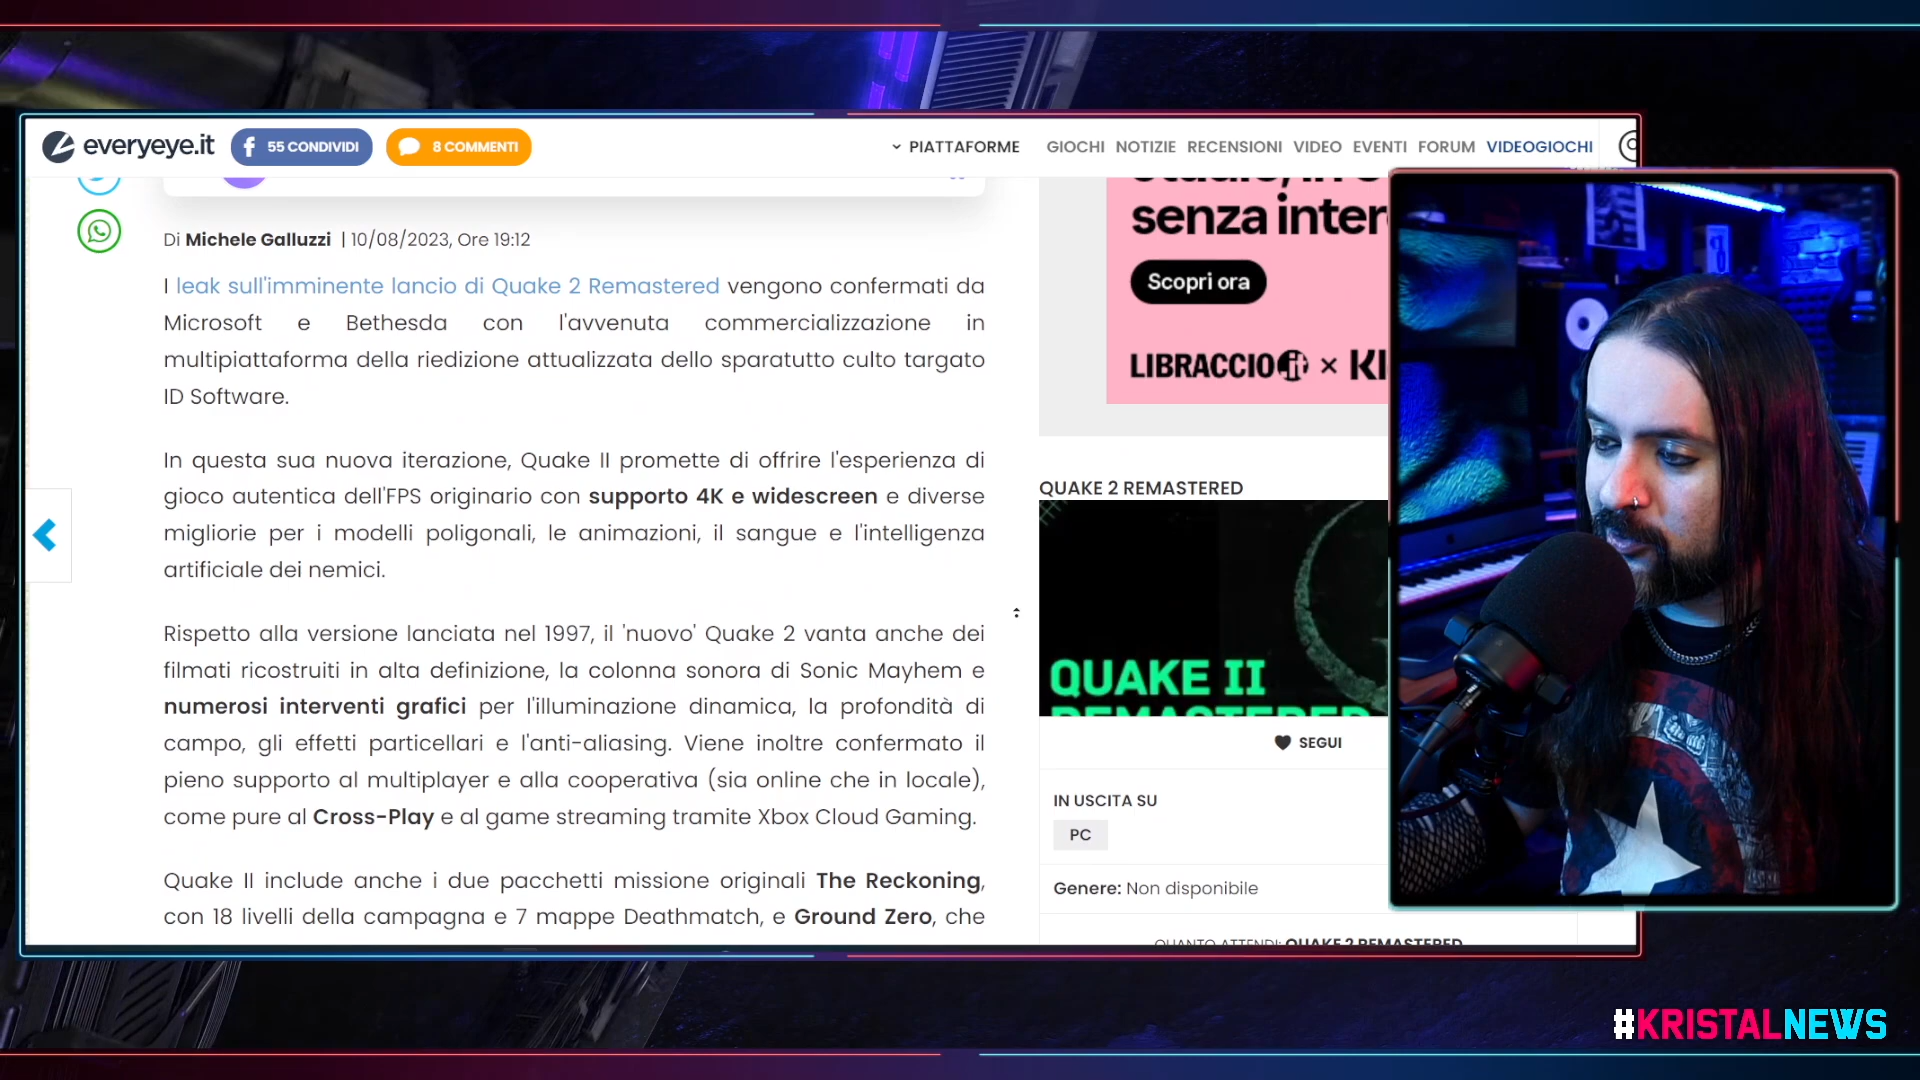 everyeye.it
55 CONDIVIDI
8 COMMENTI
PIATTAFORME
GIOCHI NOTIZIE RECENSIONI VIDEO EVENTI FORUM VIDEOGIOCHI
Di Michele Galluzzi | 10/08/2023, Ore 19:12
I leak sull'imminente lancio di Quake 2 Remastered vengono confermati da
Microsoft e Bethesda con l'avvenuta commercializzazione in
multipiattaforma della riedizione attualizzata dello sparatutto culto targato
ID Software.
In questa sua nuova iterazione, Quake II promette di offrire l'esperienza di
gioco autentica dell'FPS originario con supporto 4K e widescreen e diverse
migliorie per i modelli poligonali, le animazioni, il sangue e l'intelligenza
artificiale dei nemici.
Rispetto alla versione lanciata nel 1997, il 'nuovo' Quake 2 vanta anche dei
filmati ricostruiti in alta definizione, la colonna sonora di Sonic Mayhem e
numerosi interventi grafici per l'illuminazione dinamica, la profondità di
campo, gli effetti particellari e l'anti-aliasing. Viene inoltre confermato il
pieno supporto al multiplayer e alla cooperativa (sia online che in locale),
come pure al Cross-Play e al game streaming tramite Xbox Cloud Gaming.
Quake II include anche i due pacchetti missione originali The Reckoning,
con 18 livelli della campagna e 7 mappe Deathmatch, e Ground Zero, che
senza inter
Scopri ora
LIBRACCIO.it × Kl
QUAKE 2 REMASTERED
QUAKE II
REMASTERED
SEGUI
IN USCITA SU
PC
Genere: Non disponibile
QUANTO ATTENDI: QUAKE 2 REMASTERED
#KRISTALNEWS